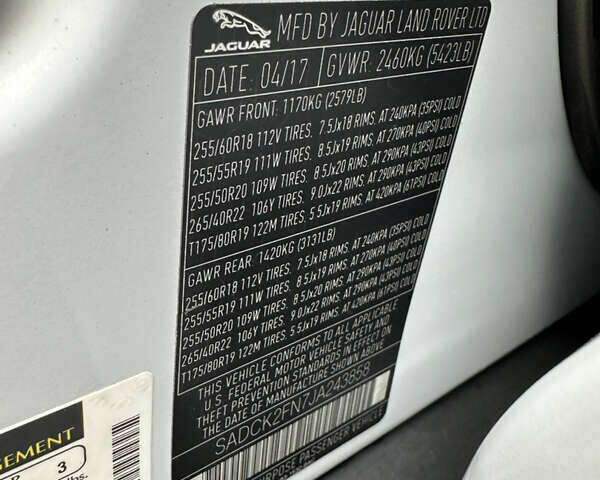 JAGUAR
MFD BY JAGUAR LAND ROVER LTD
DATE: 04/17
GVWR: 2460KG (5423LB)
GAWR FRONT: 1170KG (2579LB)
255/60R18 112V TIRES, 7.5Jx18 RIMS, AT 240KPA (35PSI) COLD
255/55R19 111W TIRES, 8.5Jx19 RIMS, AT 270KPA (40PSI) COLD
255/50R20 109W TIRES, 8.5Jx20 RIMS, AT 290KPA (43PSI) COLD
265/40R22 106Y TIRES, 9.0Jx22 RIMS, AT 290KPA (43PSI) COLD
T175/80R19 122M TIRES, 5.5Jx19 RIMS, AT 420KPA (61PSI) COLD
GAWR REAR: 1420KG (3131LB)
255/60R18 112V TIRES, 7.5Jx18 RIMS, AT 240KPA (35PSI) COLD
255/55R19 111W TIRES, 8.5Jx19 RIMS, AT 270KPA (40PSI) COLD
255/50R20 109W TIRES, 8.5Jx20 RIMS, AT 290KPA (43PSI) COLD
265/40R22 106Y TIRES, 9.0Jx22 RIMS, AT 290KPA (43PSI) COLD
T175/80R19 122M TIRES, 5.5Jx19 RIMS, AT 420KPA (61PSI) COLD
THIS VEHICLE CONFORMS TO ALL APPLICABLE
U.S. FEDERAL MOTOR VEHICLE SAFETY AND
THEFT PREVENTION STANDARDS IN EFFECT
SADCK2FN7JA243858
PURPOSE PASSENGER VEHICLE
GEMENT
3
lbs.